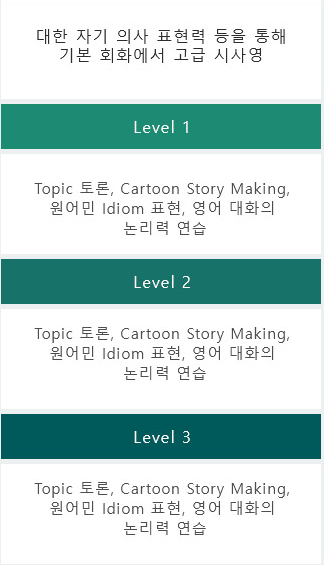 대한 자기 의사 표현력 등을 통해
기본 회화에서 고급 시사영
Level 1
Topic 토론, Cartoon Story Making,
원어민 Idiom 표현, 영어 대화의
논리력 연습
Level 2
Topic 토론, Cartoon Story Making,
원어민 Idiom 표현, 영어 대화의
논리력 연습
Level 3
Topic 토론, Cartoon Story Making,
원어민 Idiom 표현, 영어 대화의
논리력 연습